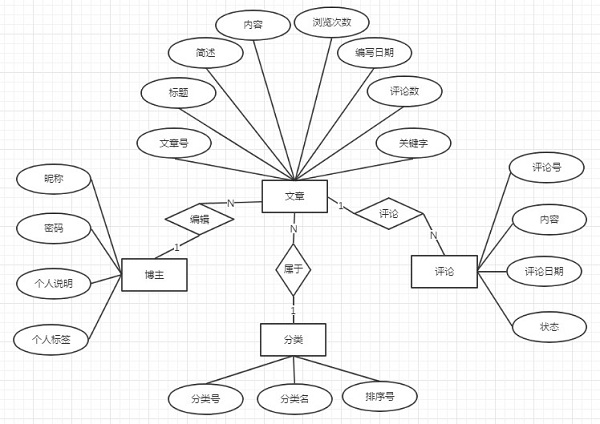 内容
浏览次数
简述
编写日期
标题
评论数
文章号
关键字
昵称
密码
个人说明
个人标签
博主
编辑
N
1
文章
1
评论
N
评论
评论号
内容
评论日期
状态
N
属于
1
分类
分类号
分类名
排序号